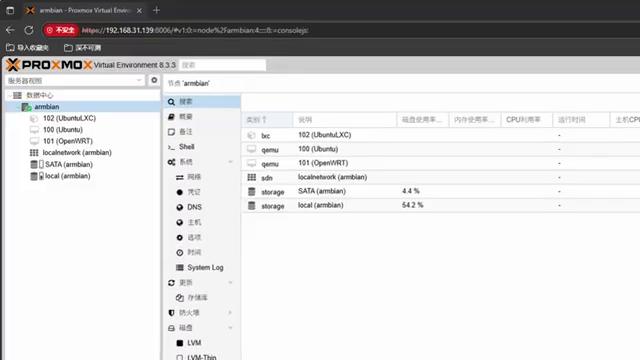 armbian - Proxmox Virtual Enviro
不安全 https://192.168.31.139:8006/#v1:0:=node%2Farmbian:4:::::8:=consolejs:
导入收藏夹 深不可测
PROXMOX Virtual Environment 8.3.3 搜索
服务器视图
数据中心
armbian
102 (UbuntuLXC)
100 (Ubuntu)
101 (OpenWRT)
localnetwork (armbian)
SATA (armbian)
local (armbian)
节点 'armbian'
搜索
概要
备注
Shell
系统
网络
凭证
DNS
主机
选项
时间
System Log
更新
存储库
防火墙
磁盘
LVM
LVM-Thin
类别 说明 磁盘使用率... 内存使用率... CPU利用率 运行时间 主机CPU
lxc 102 (UbuntuLXC) -
qemu 100 (Ubuntu) -
qemu 101 (OpenWRT) -
sdn localnetwork (armbian) -
storage SATA (armbian) 4.4 % -
storage local (armbian) 54.2 % -